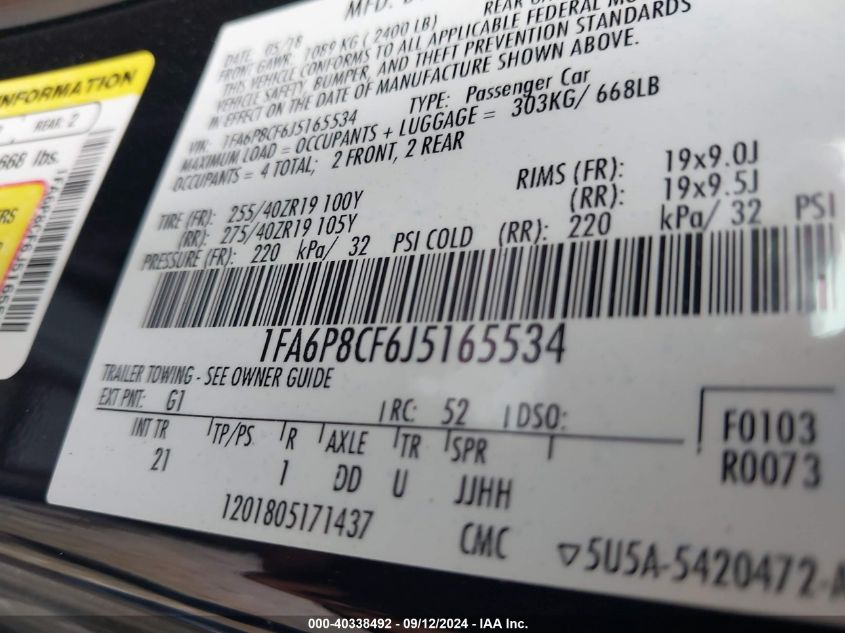 MFD.
REAR
DATE: 05/18
FRONT GAWR: 1089 KG ( 2400 LB)
THIS VEHICLE CONFORMS TO ALL APPLICABLE FEDERAL
VEHICLE SAFETY, BUMPER, AND THEFT PREVENTION STANDARDS
IN EFFECT ON THE DATE OF MANUFACTURE SHOWN ABOVE.
VIN: 1FA6P8CF6J5165534 TYPE: Passenger Car
MAXIMUM LOAD = OCCUPANTS + LUGGAGE = 303KG/ 668LB
OCCUPANTS = 4 TOTAL; 2 FRONT, 2 REAR
RIMS (FR): 19x9.0J
TIRE (FR): 255/40ZR19 100Y (RR): 19x9.5J
(RR): 275/40ZR19 105Y
PRESSURE (FR): 220 kPa/ 32 PSI COLD (RR): 220 kPa/ 32 PSI
1FA6P8CF6J5165534
TRAILER TOWING - SEE OWNER GUIDE
EXT PNT: G1 RC: 52 DSO:
INT TR TP/PS R AXLE TR SPR
21 1 DD U JJHH
F0103
R0073
1201805171437 CMC 5U5A-5420472-
INFORMATION
REAR: 2
668 lbs.
000-40338492 - 09/12/2024 - IAA Inc.